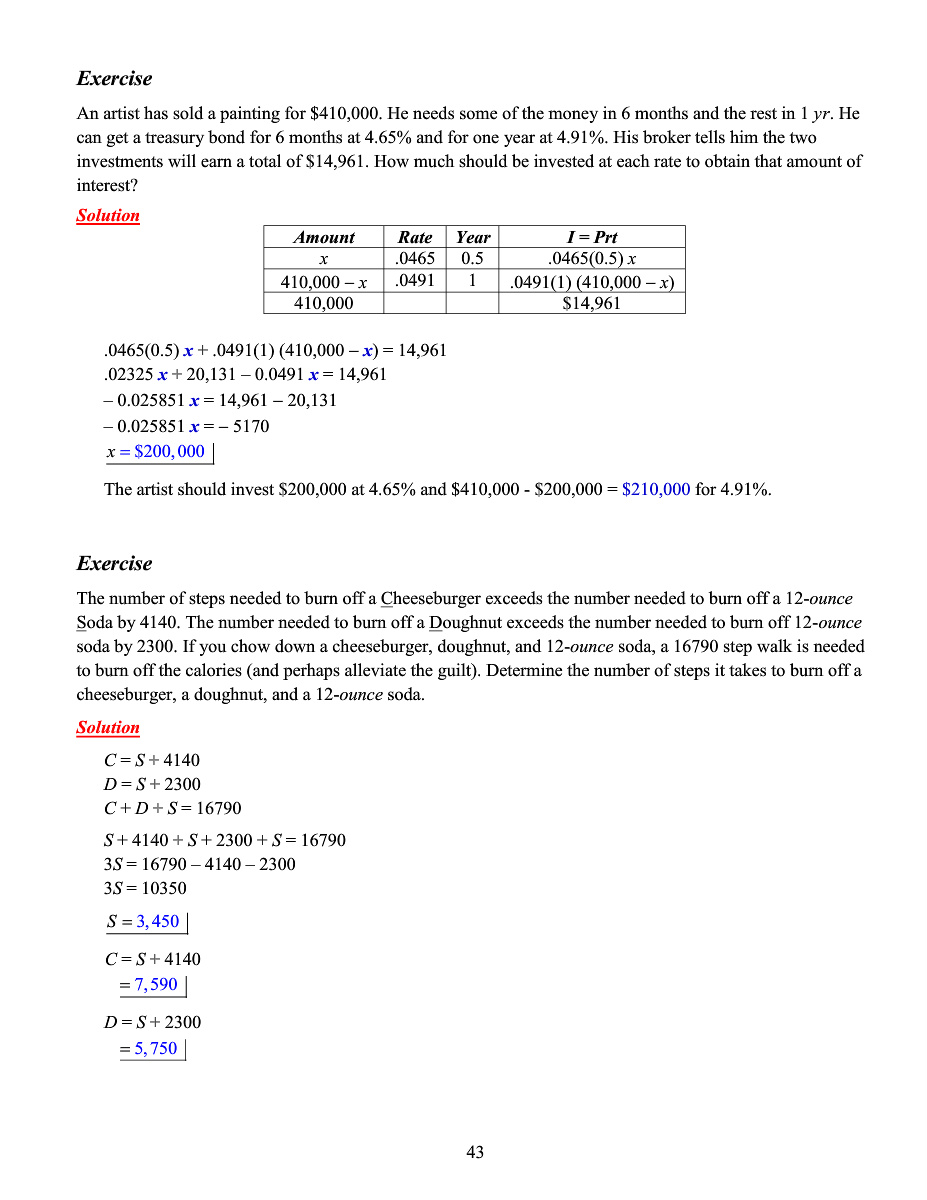 Exercise
An artist has sold a painting for $410,000. He needs some of the money in 6 months and the rest in 1 yr. He
can get a treasury bond for 6 months at 4.65% and for one year at 4.91%. His broker tells him the two
investments will earn a total of $14,961. How much should be invested at each rate to obtain that amount of
interest?
Solution
Amount Rate Year I = Prt
x .0465 0.5 .0465(0.5) x
410,000 – x .0491 1 .0491(1) (410,000 – x)
410,000 $14,961
.0465(0.5) x + .0491(1) (410,000 – x) = 14,961
.02325 x + 20,131 – 0.0491 x = 14,961
– 0.025851 x = 14,961 – 20,131
– 0.025851 x = – 5170
x = $200,000
The artist should invest $200,000 at 4.65% and $410,000 - $200,000 = $210,000 for 4.91%.
Exercise
The number of steps needed to burn off a Cheeseburger exceeds the number needed to burn off a 12-ounce
Soda by 4140. The number needed to burn off a Doughnut exceeds the number needed to burn off 12-ounce
soda by 2300. If you chow down a cheeseburger, doughnut, and 12-ounce soda, a 16790 step walk is needed
to burn off the calories (and perhaps alleviate the guilt). Determine the number of steps it takes to burn off a
cheeseburger, a doughnut, and a 12-ounce soda.
Solution
C = S + 4140
D = S + 2300
C + D + S = 16790
S + 4140 + S + 2300 + S = 16790
3S = 16790 – 4140 – 2300
3S = 10350
S = 3,450
C = S + 4140
= 7,590
D = S + 2300
= 5,750
43